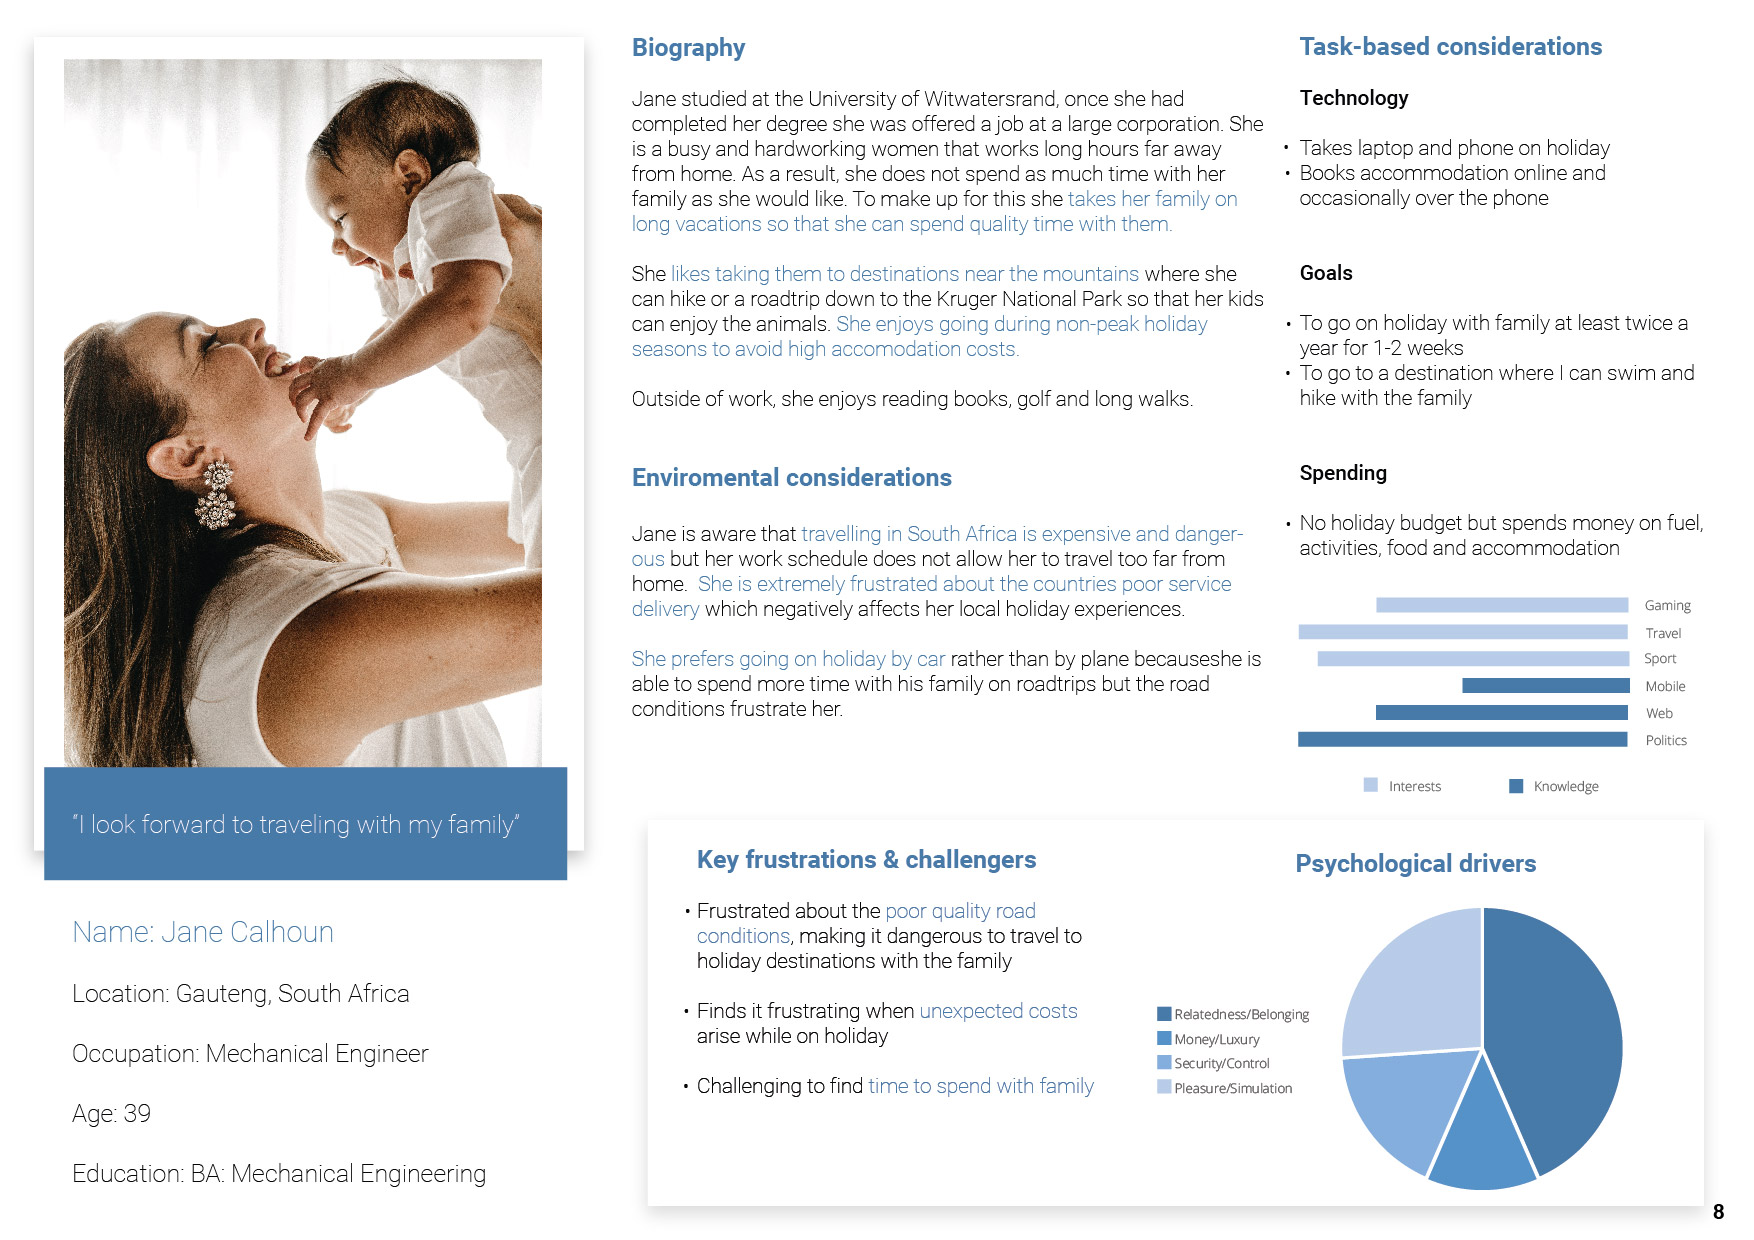 "I look forward to traveling with my family"
Name: Jane Calhoun
Location: Gauteng, South Africa
Occupation: Mechanical Engineer
Age: 39
Education: BA: Mechanical Engineering
Biography
Jane studied at the University of Witwatersrand, once she had
completed her degree she was offered a job at a large corporation. She
is a busy and hardworking women that works long hours far away
from home. As a result, she does not spend as much time with her
family as she would like. To make up for this she takes her family on
long vacations so that she can spend quality time with them.
She likes taking them to destinations near the mountains where she
can hike or a roadtrip down to the Kruger National Park so that her kids
can enjoy the animals. She enjoys going during non-peak holiday
seasons to avoid high accomodation costs.
Outside of work, she enjoys reading books, golf and long walks.
Enviromental considerations
Jane is aware that travelling in South Africa is expensive and danger-
ous but her work schedule does not allow her to travel too far from
home. She is extremely frustrated about the countries poor service
delivery which negatively affects her local holiday experiences.
She prefers going on holiday by car rather than by plane becauseshe is
able to spend more time with his family on roadtrips but the road
conditions frustrate her.
Task-based considerations
Technology
• Takes laptop and phone on holiday
• Books accommodation online and
occasionally over the phone
Goals
• To go on holiday with family at least twice a
year for 1-2 weeks
• To go to a destination where I can swim and
hike with the family
Spending
• No holiday budget but spends money on fuel,
activities, food and accommodation
Gaming
Travel
Sport
Mobile
Web
Politics
Interests
Knowledge
Key frustrations & challengers
• Frustrated about the poor quality road
conditions, making it dangerous to travel to
holiday destinations with the family
• Finds it frustrating when unexpected costs
arise while on holiday
• Challenging to find time to spend with family
Psychological drivers
Relatedness/Belonging
Money/Luxury
Security/Control
Pleasure/Simulation
8